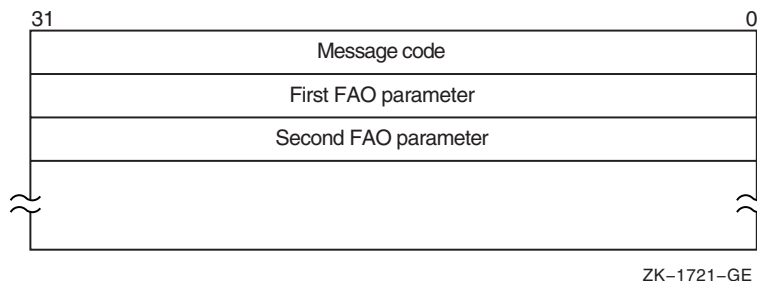 31 0
Message code
First FAO parameter
Second FAO parameter
ZK–1721–GE